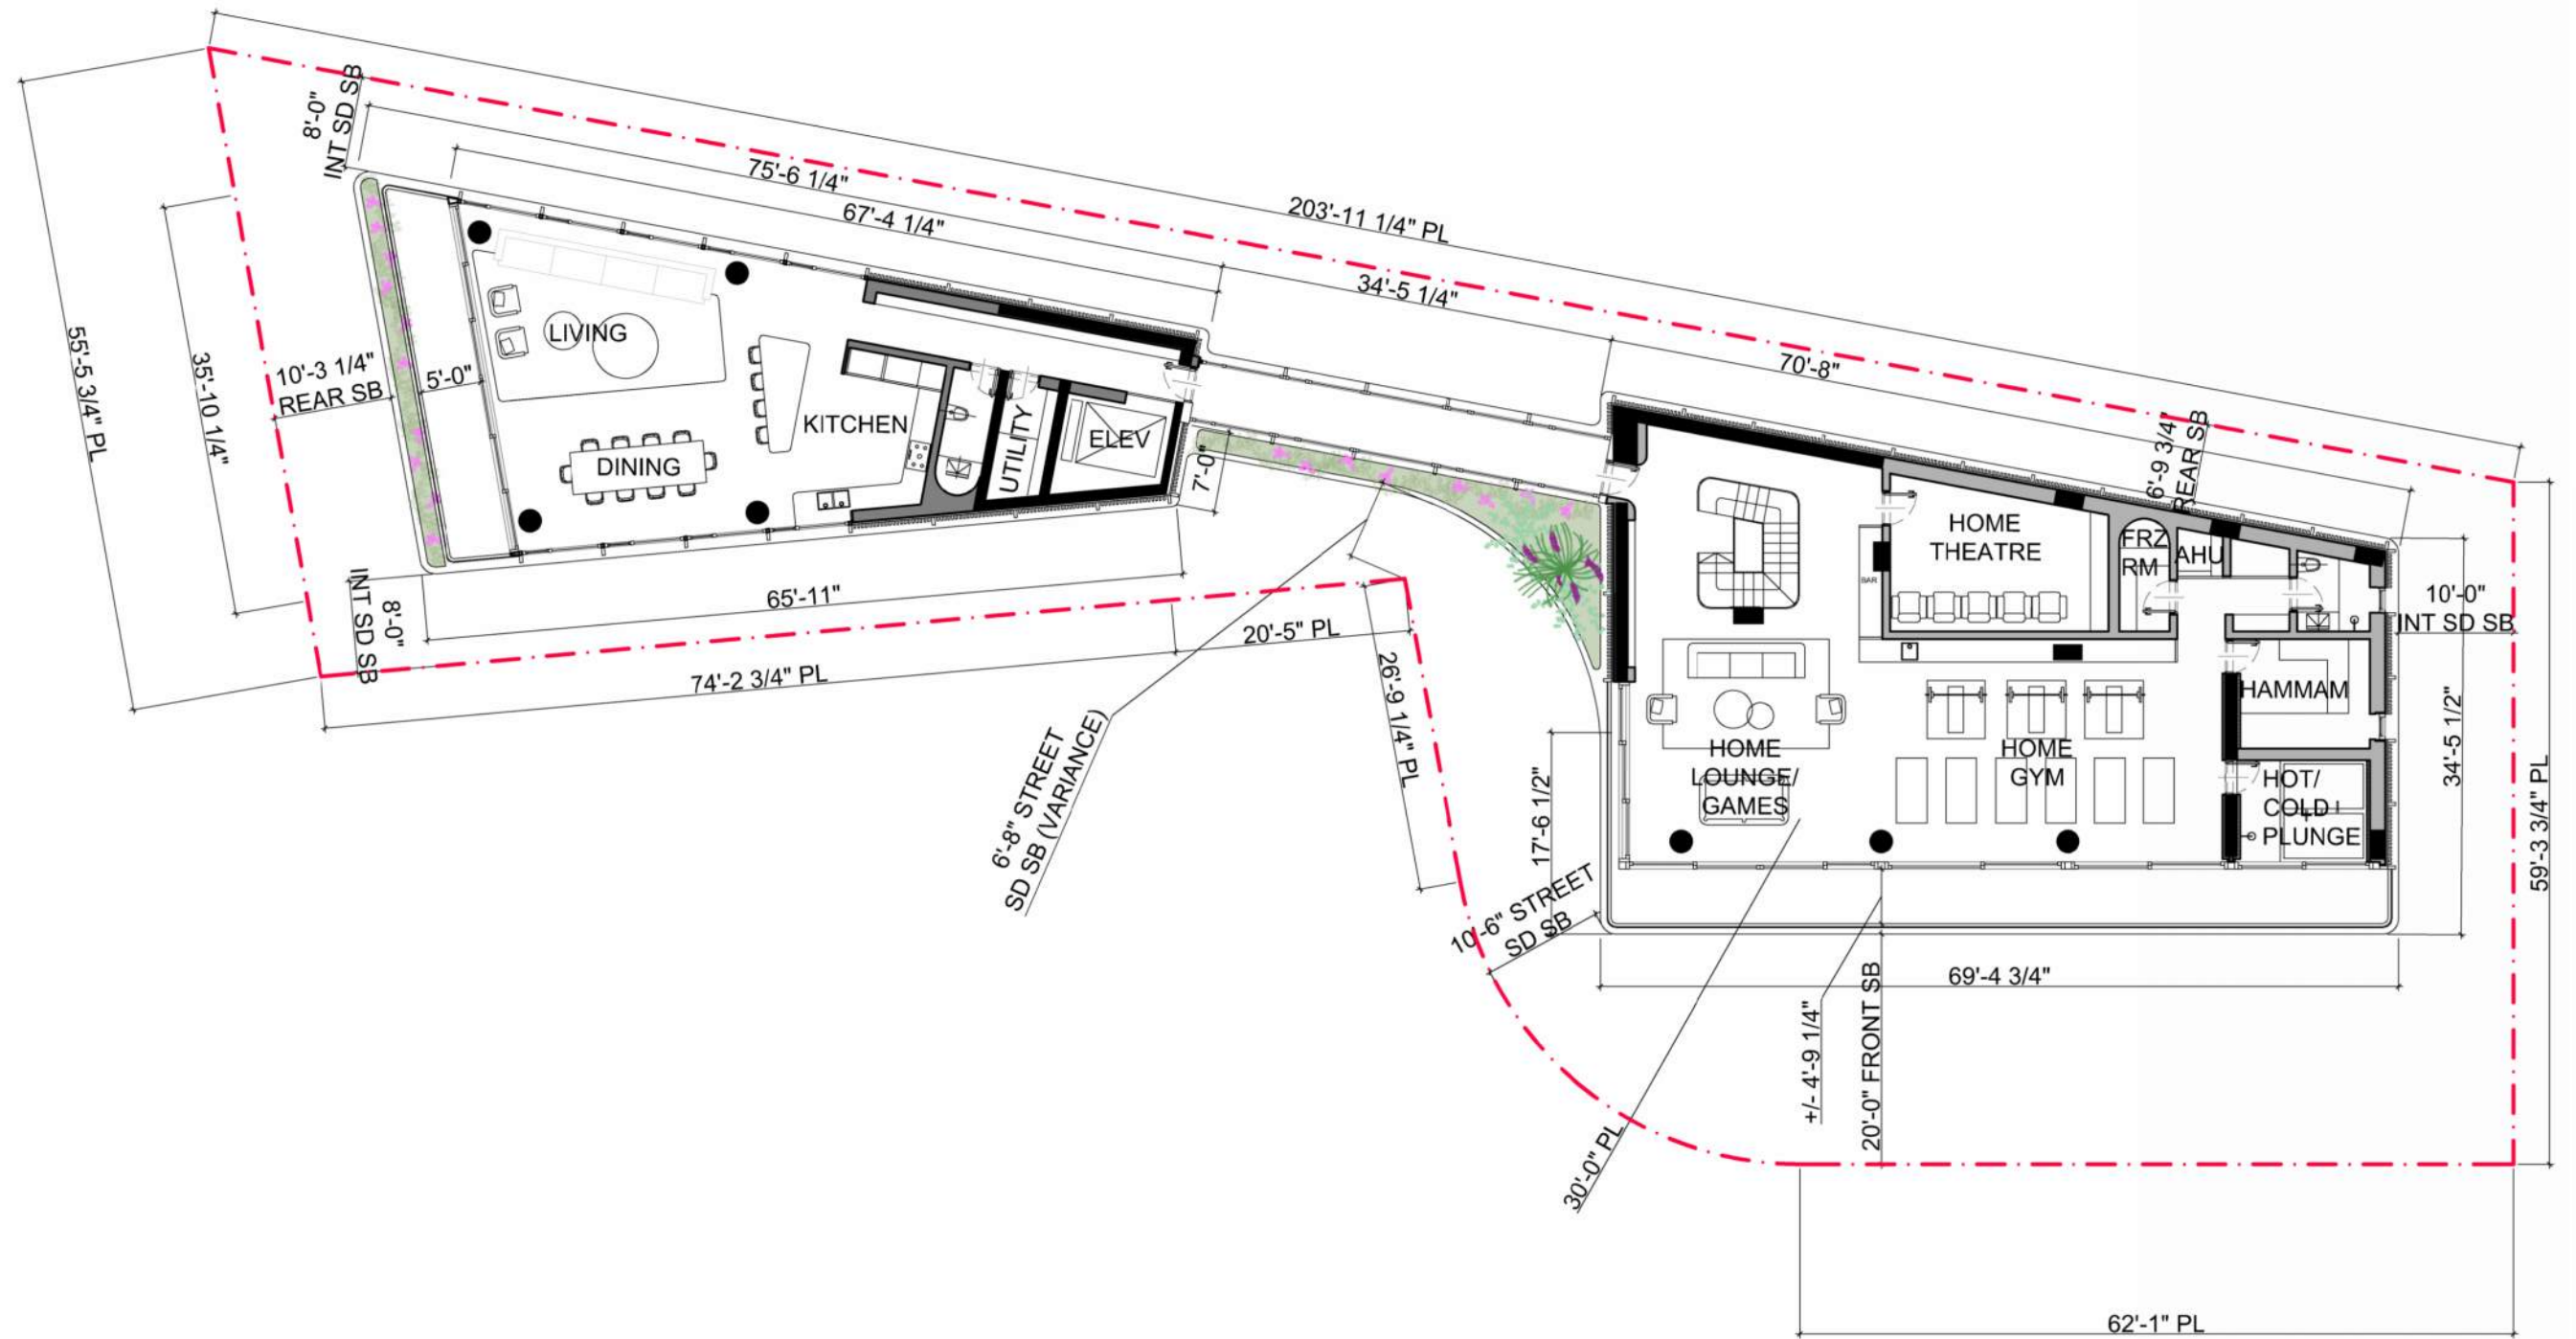 8'-0"
INT SD SB
75'-6 1/4"
67'-4 1/4"
203'-11 1/4" PL
34'-5 1/4"
70'-8"
55'-5 3/4" PL
35'-10 1/4"
10'-3 1/4"
REAR SB
5'-0"
LIVING
DINING
KITCHEN
UTILITY
ELEV
7'-0"
6'-9 3/4"
REAR SB
HOME
THEATRE
FRZ
RM
AHU
BAR
10'-0"
INT SD SB
INT SD SB
8'-0"
65'-11"
20'-5" PL
74'-2 3/4" PL
26'-9 1/4" PL
6'-8" STREET
SD SB (VARIANCE)
HAMMAM
HOME
LOUNGE/
GAMES
HOME
GYM
HOT/
COLD
PLUNGE
34'-5 1/2"
59'-3 3/4" PL
17'-6 1/2"
10'-6" STREET
SD SB
69'-4 3/4"
+/- 4'-9 1/4"
20'-0" FRONT SB
30'-0" PL
62'-1" PL